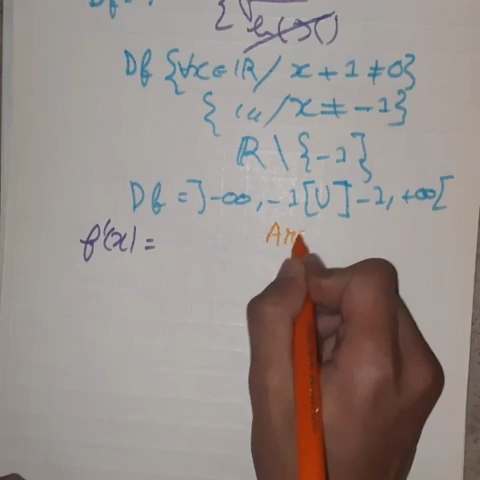 Df {∀x∈ℝ / x + 1 ≠ 0}
{ / x ≠ -1}
ℝ \ {-1}
Df = ]-∞, -1[ U ]-1, +∞[
f'(x) =